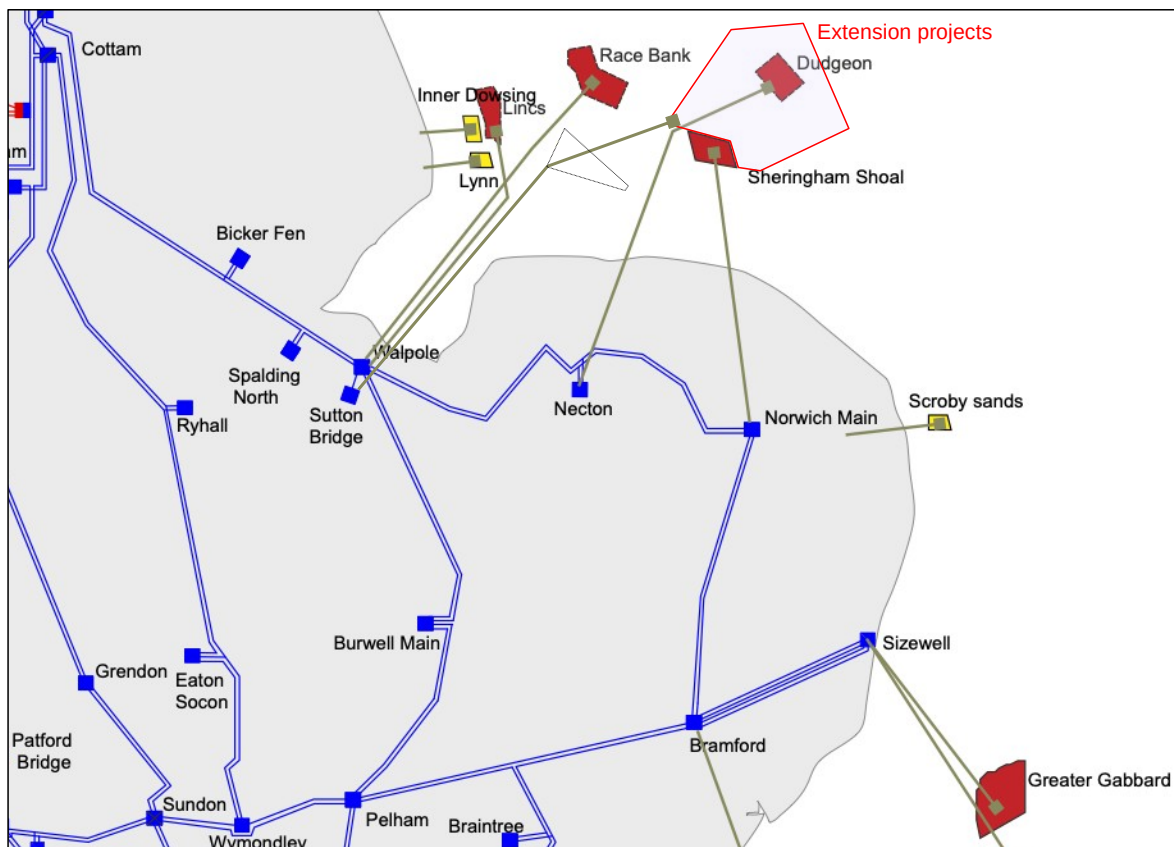 Extension projects
Cottam
Race Bank
Dudgeon
Inner Dowsing
Lincs
am
Lynn
Sheringham Shoal
Bicker Fen
Walpole
Spalding
North
Sutton
Bridge
Necton
Norwich Main
Scroby sands
Ryhall
Burwell Main
Sizewell
Grendon
Eaton
Socon
Patford
Bridge
Bramford
Greater Gabbard
Sundon
Pelham
Braintree
Wymondley